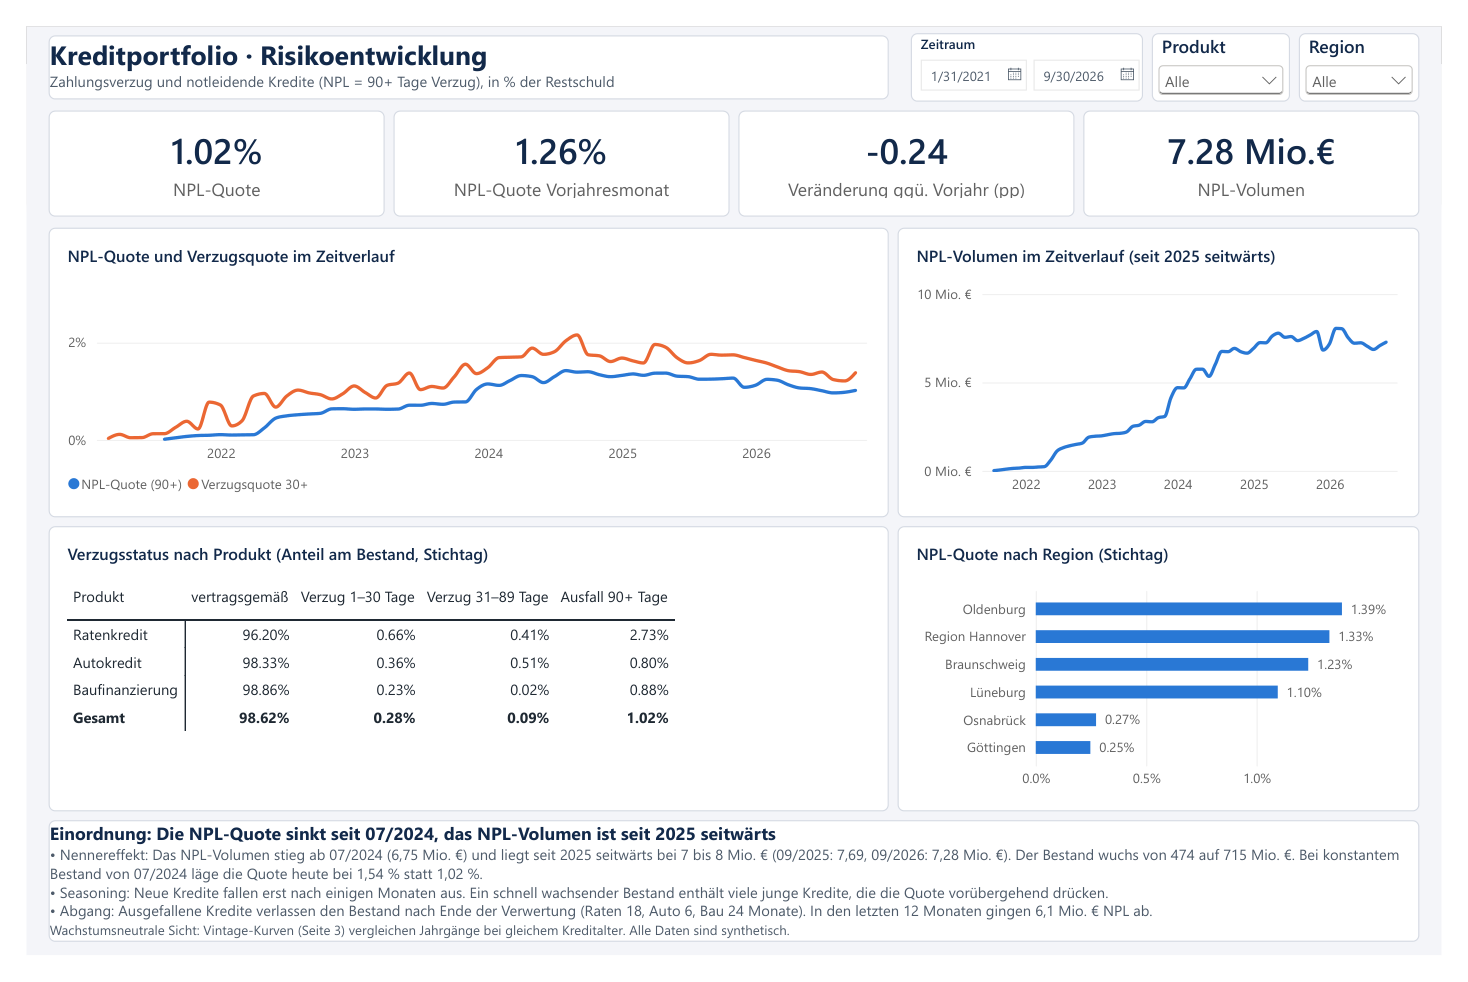 Kreditportfolio · Risikoentwicklung
Zahlungsverzug und notleidende Kredite (NPL = 90+ Tage Verzug), in % der Restschuld
Zeitraum
1/31/2021
9/30/2026
Produkt
Alle
Region
Alle
1.02%
NPL-Quote
1.26%
NPL-Quote Vorjahresmonat
-0.24
Veränderung ggü. Vorjahr (pp)
7.28 Mio.€
NPL-Volumen
NPL-Quote und Verzugsquote im Zeitverlauf
2%
0%
2022 2023 2024 2025 2026
NPL-Quote (90+) Verzugsquote 30+
NPL-Volumen im Zeitverlauf (seit 2025 seitwärts)
10 Mio. €
5 Mio. €
0 Mio. €
2022 2023 2024 2025 2026
Verzugsstatus nach Produkt (Anteil am Bestand, Stichtag)
Produkt vertragsgemäß Verzug 1–30 Tage Verzug 31–89 Tage Ausfall 90+ Tage
Ratenkredit 96.20% 0.66% 0.41% 2.73%
Autokredit 98.33% 0.36% 0.51% 0.80%
Baufinanzierung 98.86% 0.23% 0.02% 0.88%
Gesamt 98.62% 0.28% 0.09% 1.02%
NPL-Quote nach Region (Stichtag)
Oldenburg 1.39%
Region Hannover 1.33%
Braunschweig 1.23%
Lüneburg 1.10%
Osnabrück 0.27%
Göttingen 0.25%
0.0% 0.5% 1.0%
Einordnung: Die NPL-Quote sinkt seit 07/2024, das NPL-Volumen ist seit 2025 seitwärts
• Nennereffekt: Das NPL-Volumen stieg ab 07/2024 (6,75 Mio. €) und liegt seit 2025 seitwärts bei 7 bis 8 Mio. € (09/2025: 7,69, 09/2026: 7,28 Mio. €). Der Bestand wuchs von 474 auf 715 Mio. €. Bei konstantem
Bestand von 07/2024 läge die Quote heute bei 1,54 % statt 1,02 %.
• Seasoning: Neue Kredite fallen erst nach einigen Monaten aus. Ein schnell wachsender Bestand enthält viele junge Kredite, die die Quote vorübergehend drücken.
• Abgang: Ausgefallene Kredite verlassen den Bestand nach Ende der Verwertung (Raten 18, Auto 6, Bau 24 Monate). In den letzten 12 Monaten gingen 6,1 Mio. € NPL ab.
Wachstumsneutrale Sicht: Vintage-Kurven (Seite 3) vergleichen Jahrgänge bei gleichem Kreditalter. Alle Daten sind synthetisch.